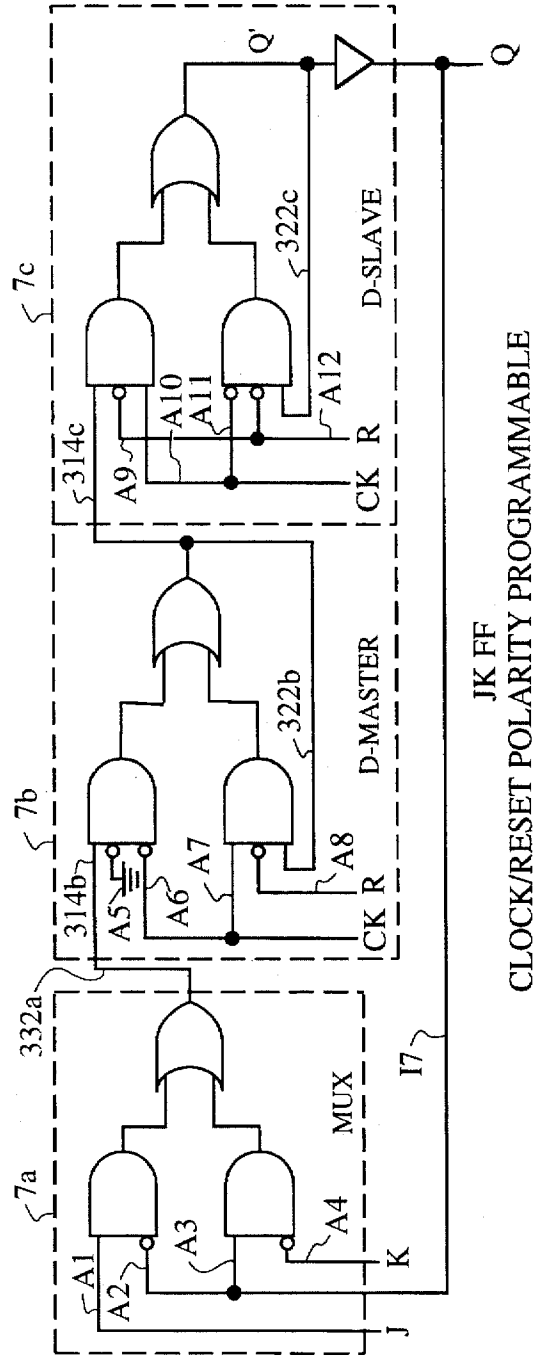 7a
7b
7c
332a
314b
314c
A1
A2
A3
A4
A5
A6
A7
A8
A9
A10
A11
A12
322b
322c
MUX
D-MASTER
D-SLAVE
J
K
CK
R
CK
R
Q'
Q
I7
JK FF
CLOCK/RESET POLARITY PROGRAMMABLE